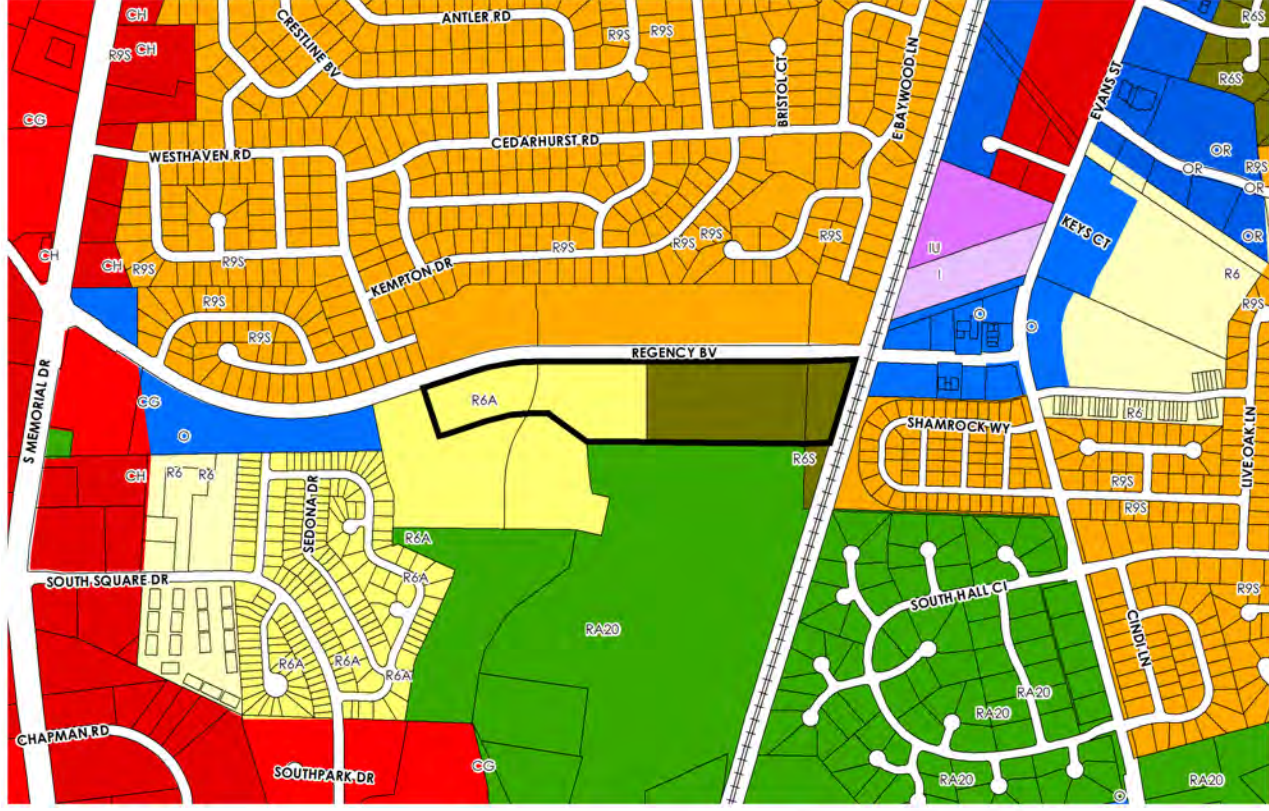 CH
ANTLER RD
R6S
CRESTLINE BV
R9S
R9S
R9S
CH
BRISTOL CT
E BAYWOOD LN
EVANS ST
R6S
CG
CEDARHURST RD
WESTHAVEN RD
OR
OR
R9S
OR
KEYS CT
OR
CH
CH
R9S
R9S
R9S
R9S
R9S
R9S
IU
I
R6
KEMPTON DR
R9S
R9S
O
O
R9S
REGENCY BV
S MEMORIAL DR
CG
R6A
O
R6
SHAMROCK WY
LIVE OAK LN
CH
R6
R6
R6S
SEDONA DR
R9S
R9S
R6A
SOUTH SQUARE DR
R6A
SOUTH HALL CI
R9S
RA20
CINDI LN
R6A
R6A
R6A
RA20
RA20
CHAPMAN RD
SOUTHPARK DR
CG
RA20
RA20
O